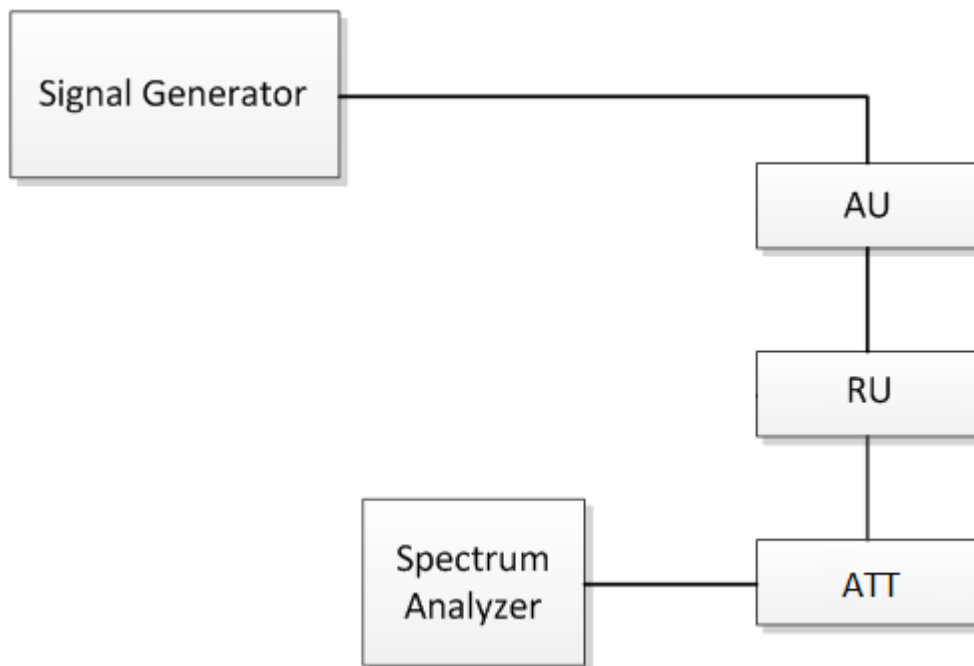 Signal Generator
AU
RU
Spectrum
Analyzer
ATT